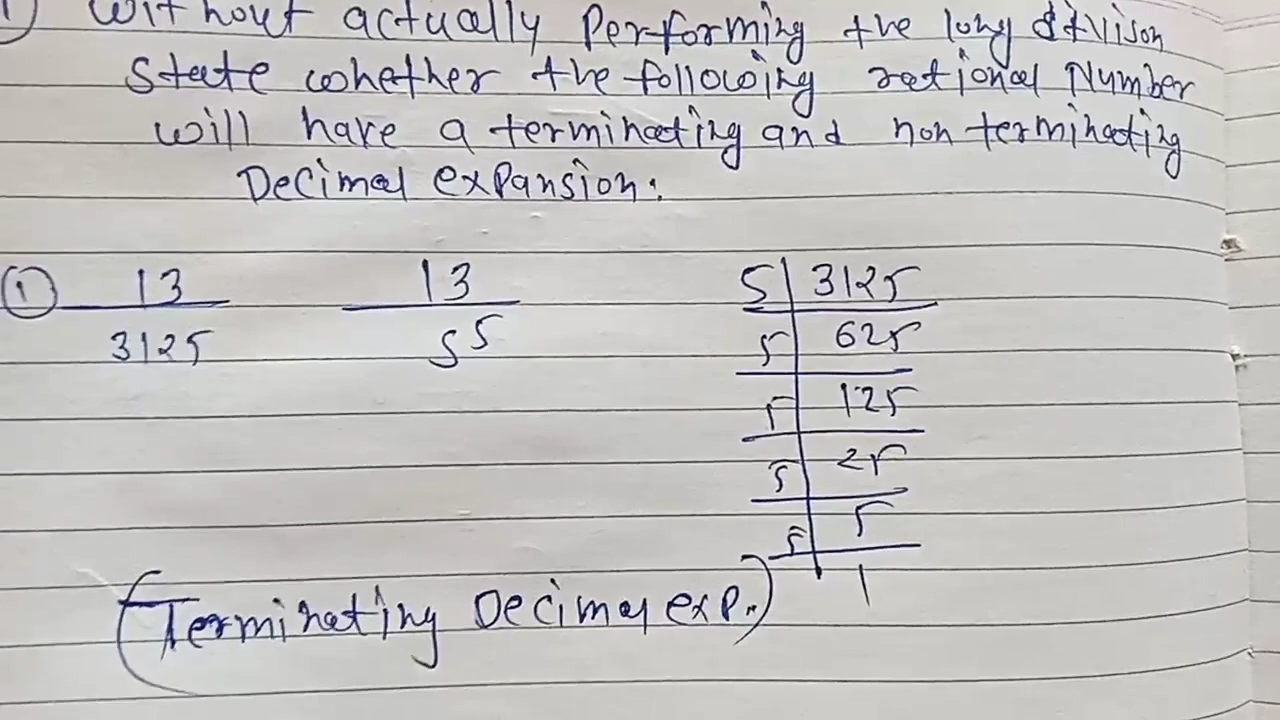 1) Without actually Performing the long division
State whether the following rational Number
will have a terminating and non terminating
Decimal expansion.
① 13/3125 13/5⁵
5 | 3125
5 | 625
5 | 125
5 | 25
5 | 5
1
(Terminating Decimal exp.)